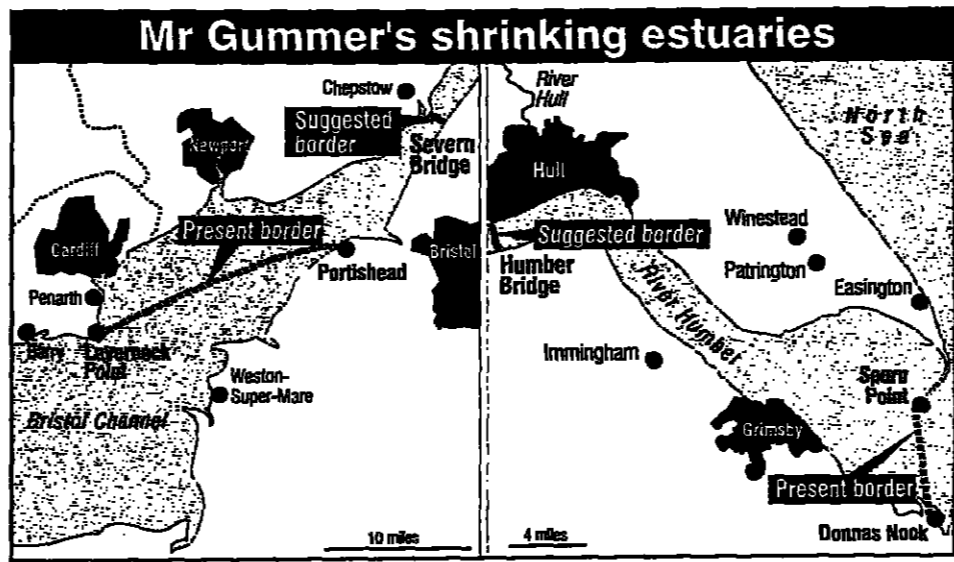 Mr Gummer's shrinking estuaries
Chepstow
Suggested
border
Severn
Bridge
Newport
Present border
Cardiff
Portishead
Bristol
Penarth
Barry
Lavernock
Point
Weston-
Super-Mare
Bristol Channel
10 miles
River
Hull
North
Sea
Hull
Winestead
Suggested border
Humber
Bridge
Patrington
Easington
River Humber
Immingham
Spurn
Point
Grimsby
Present border
Donnas Nook
4 miles